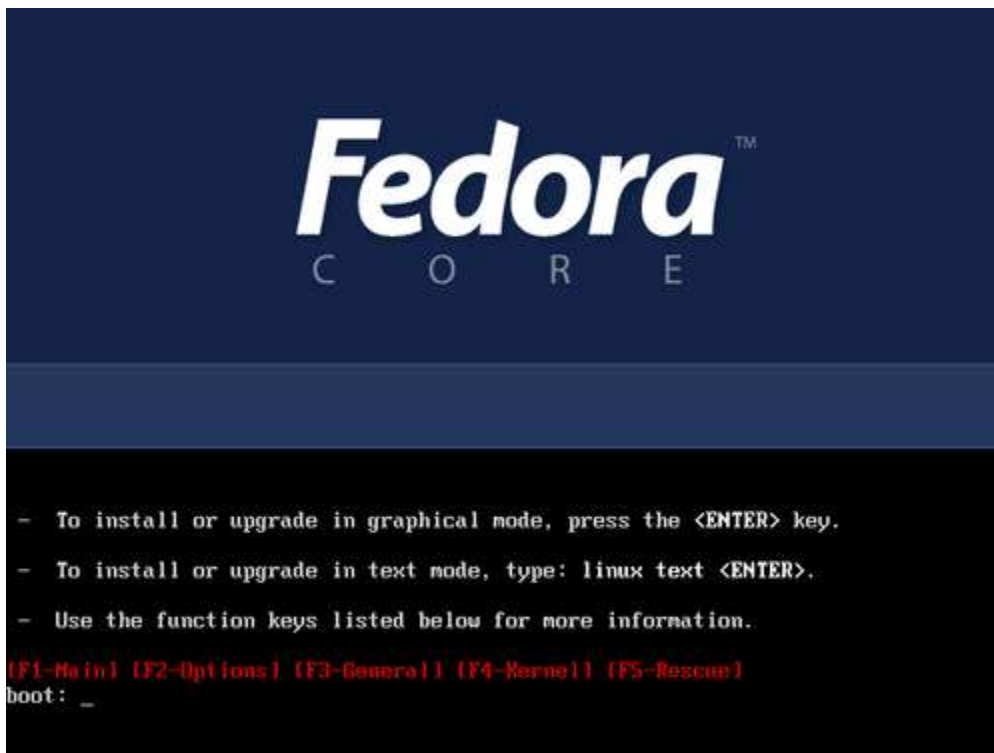 Fedora™
CORE
- To install or upgrade in graphical mode, press the <ENTER> key.
- To install or upgrade in text mode, type: linux text <ENTER>.
- Use the function keys listed below for more information.
[F1-Main] [F2-Options] [F3-General] [F4-Kernel] [F5-Rescue]
boot: _